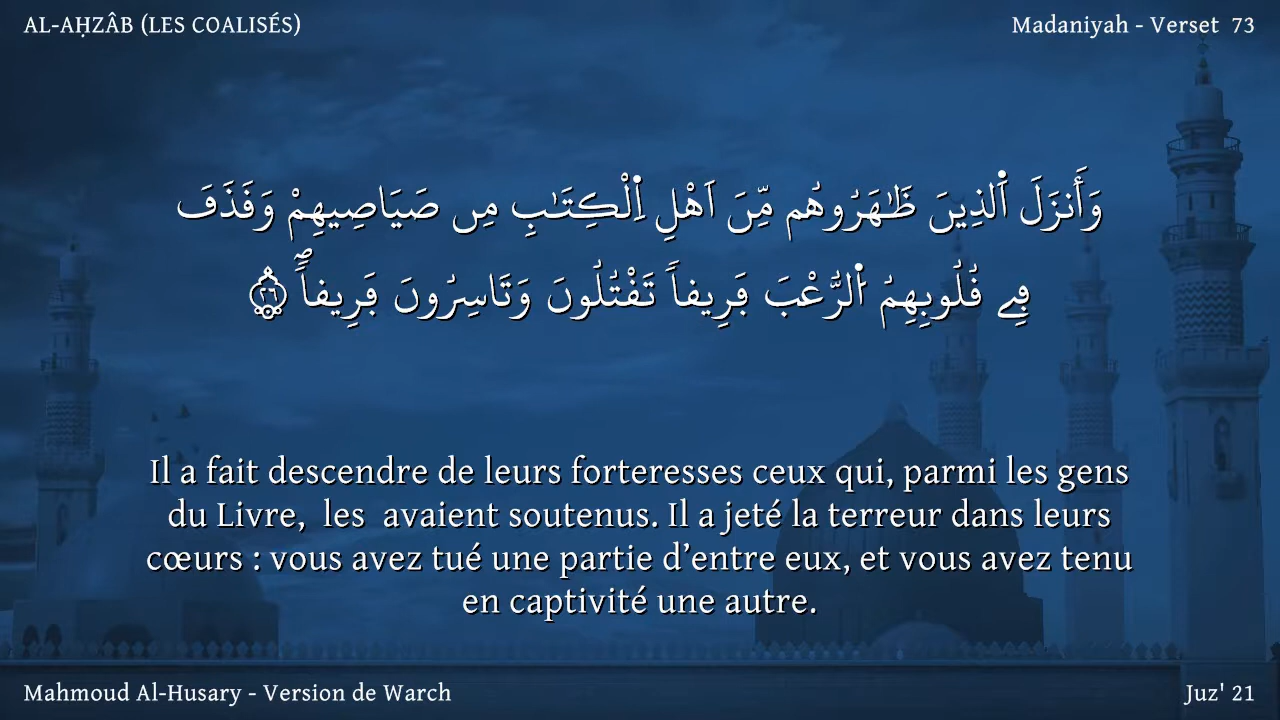 AL-AḤZÂB (LES COALISÉS)
Madaniyah - Verset 73
وَأَنزَلَ اَ۬لذِينَ ظَٰهَرُوهُم مِّنَ اَهْلِ اِ۬لْكِتَٰبِ مِن صَيَاصِيهِمْ وَقَذَفَ
فِے قُلُوبِهِمُ اُ۬لرُّعْبَ فَرِيقاٗ تَقْتُلُونَ وَتَاسِرُونَ فَرِيقاٗۖ ٢٦
Il a fait descendre de leurs forteresses ceux qui, parmi les gens
du Livre, les avaient soutenus. Il a jeté la terreur dans leurs
cœurs : vous avez tué une partie d’entre eux, et vous avez tenu
en captivité une autre.
Mahmoud Al-Husary - Version de Warch
Juz' 21